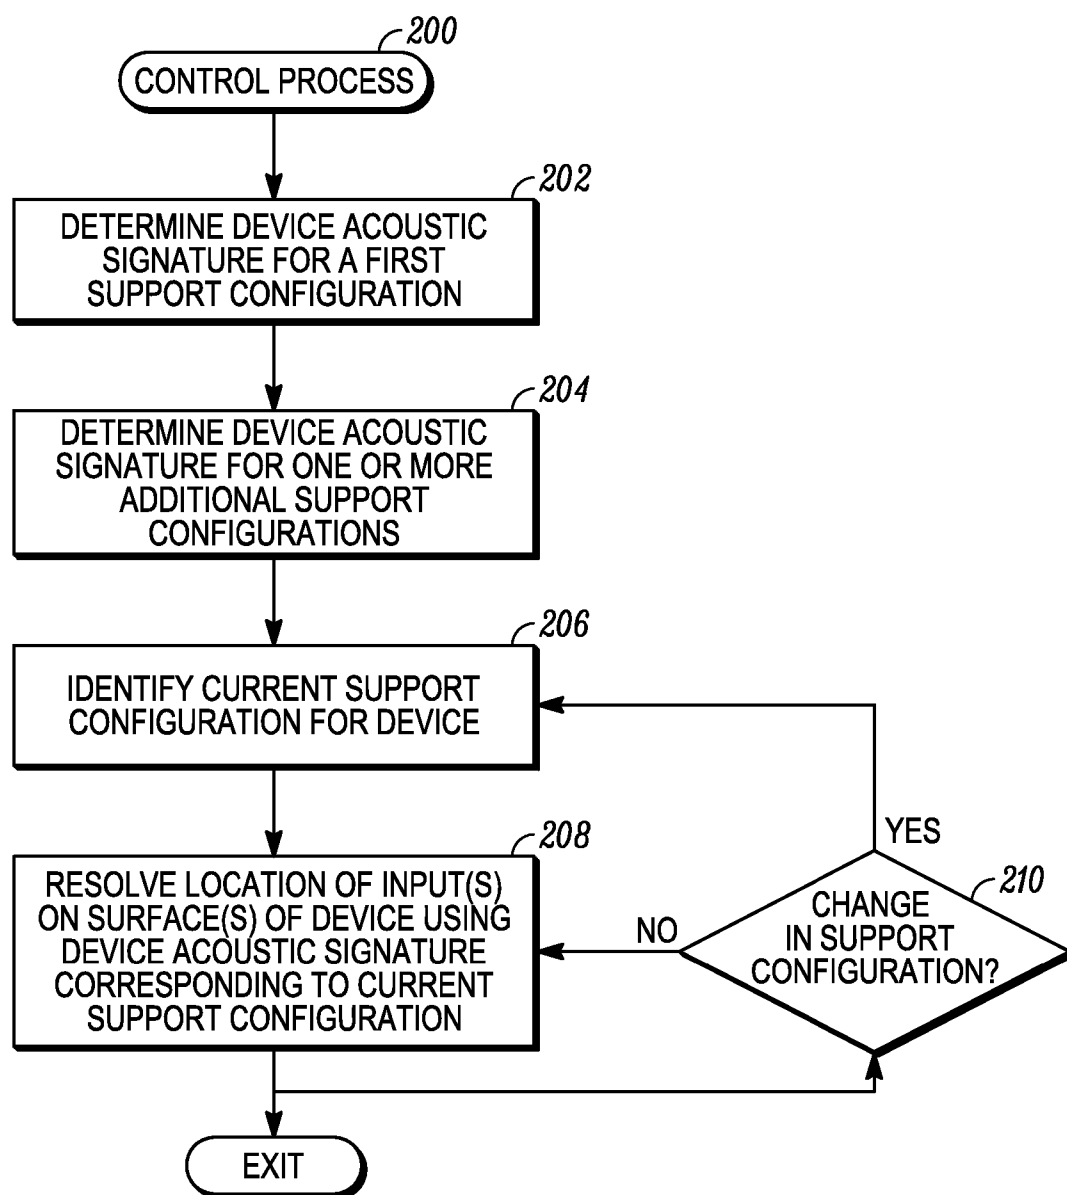 200
CONTROL PROCESS
202
DETERMINE DEVICE ACOUSTIC
SIGNATURE FOR A FIRST
SUPPORT CONFIGURATION
204
DETERMINE DEVICE ACOUSTIC
SIGNATURE FOR ONE OR MORE
ADDITIONAL SUPPORT
CONFIGURATIONS
206
IDENTIFY CURRENT SUPPORT
CONFIGURATION FOR DEVICE
208
RESOLVE LOCATION OF INPUT(S)
ON SURFACE(S) OF DEVICE USING
DEVICE ACOUSTIC SIGNATURE
CORRESPONDING TO CURRENT
SUPPORT CONFIGURATION
YES
210
CHANGE
IN SUPPORT
CONFIGURATION?
NO
EXIT